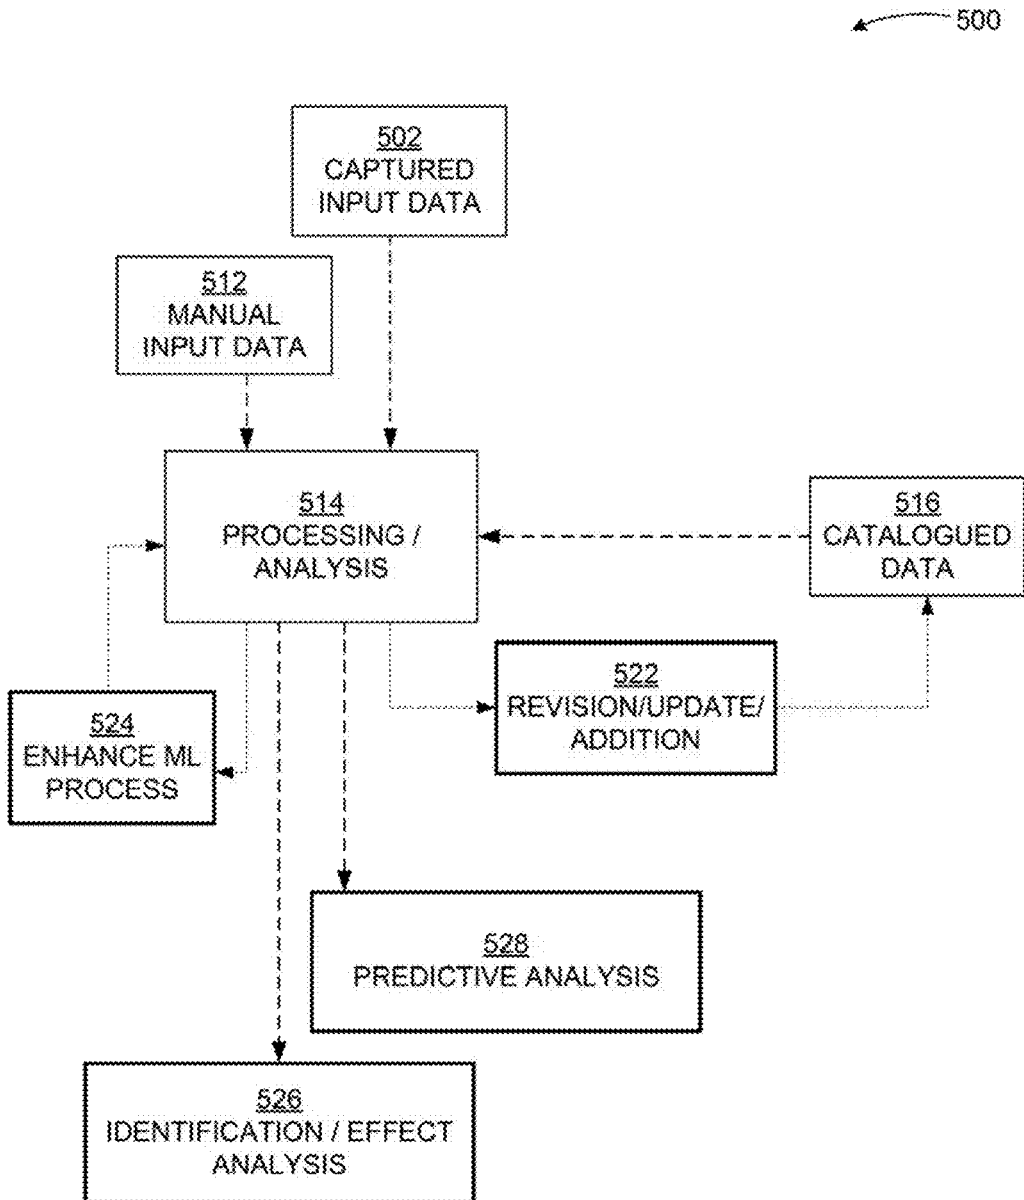 500
502
CAPTURED
INPUT DATA
512
MANUAL
INPUT DATA
514
PROCESSING /
ANALYSIS
516
CATALOGUED
DATA
522
REVISION/UPDATE/
ADDITION
524
ENHANCE ML
PROCESS
528
PREDICTIVE ANALYSIS
526
IDENTIFICATION / EFFECT
ANALYSIS